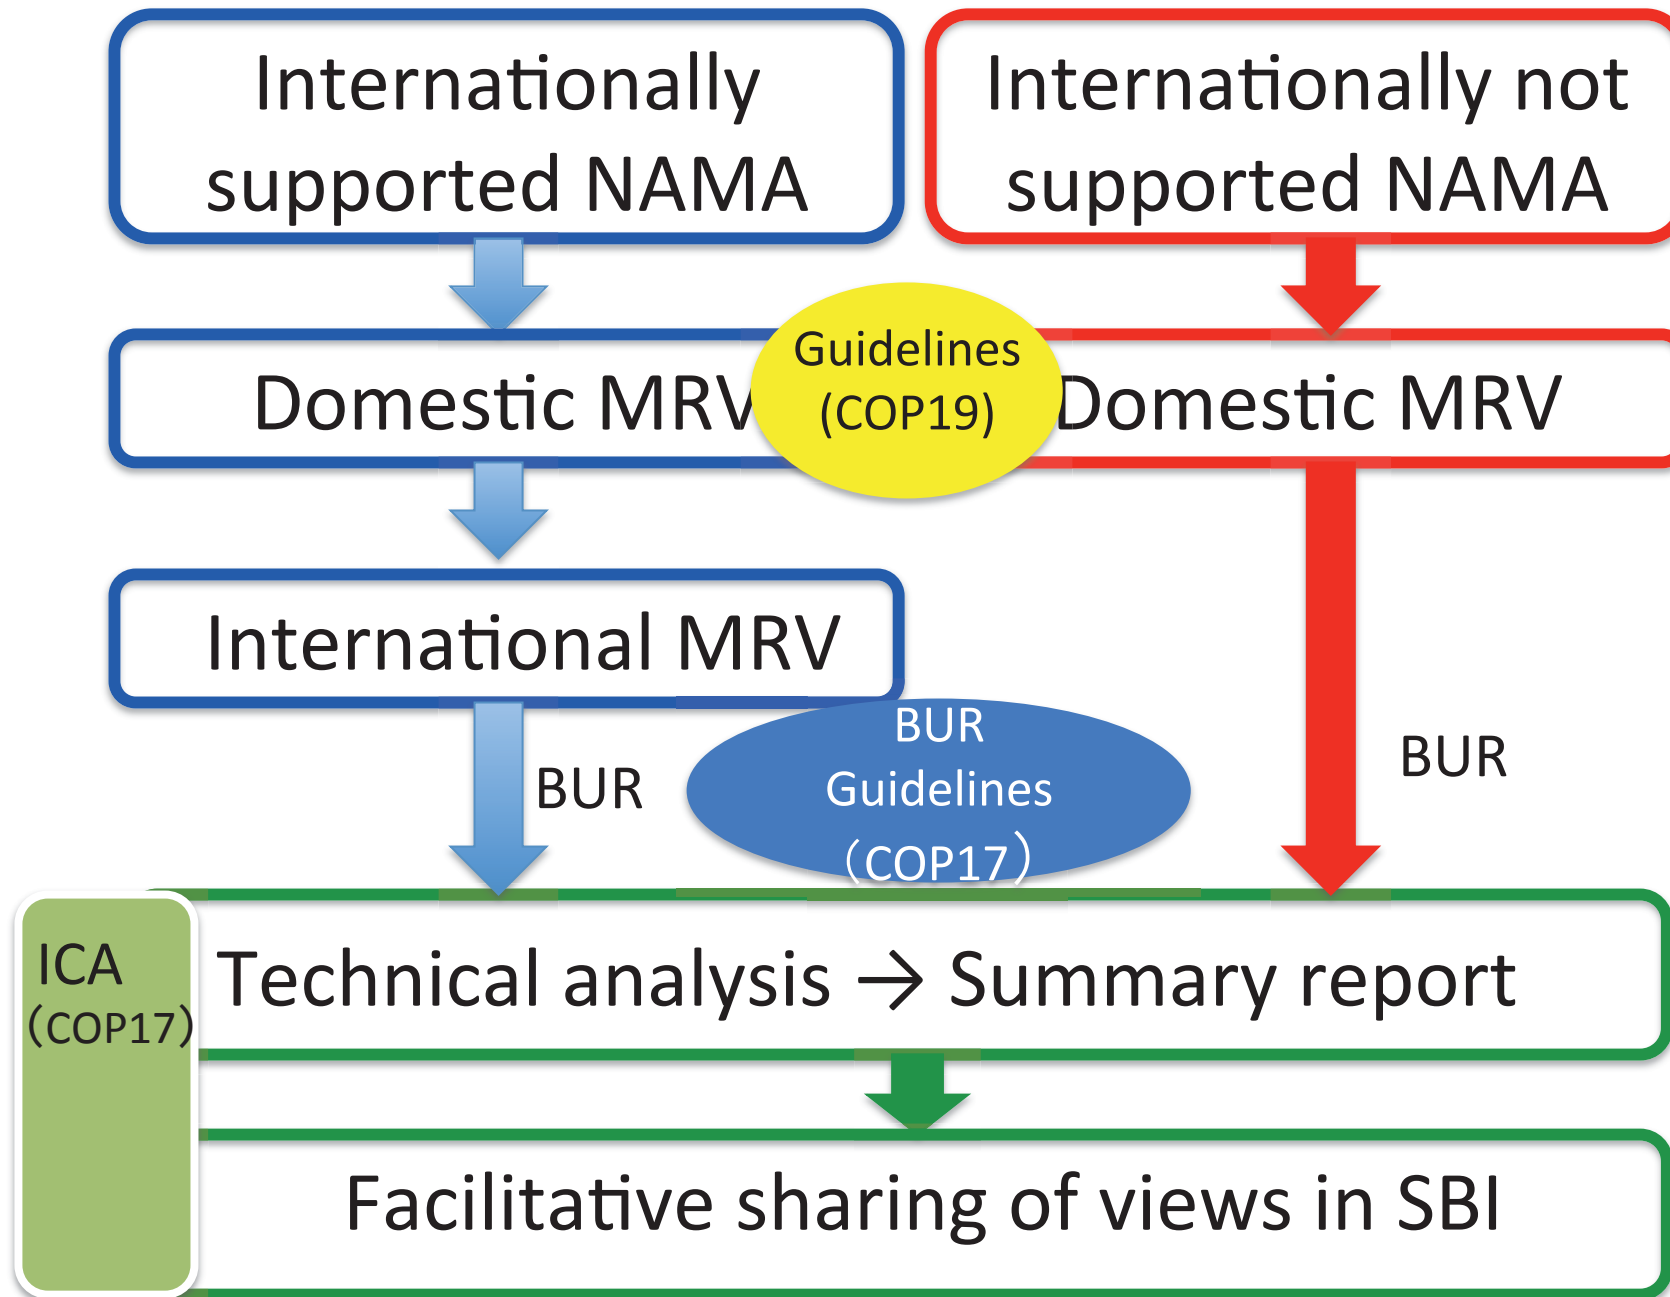 Internationally
supported NAMA
Internationally not
supported NAMA
Domestic MRV
Guidelines
(COP19)
Domestic MRV
International MRV
BUR
BUR
Guidelines
（COP17）
BUR
ICA
（COP17）
Technical analysis → Summary report
Facilitative sharing of views in SBI